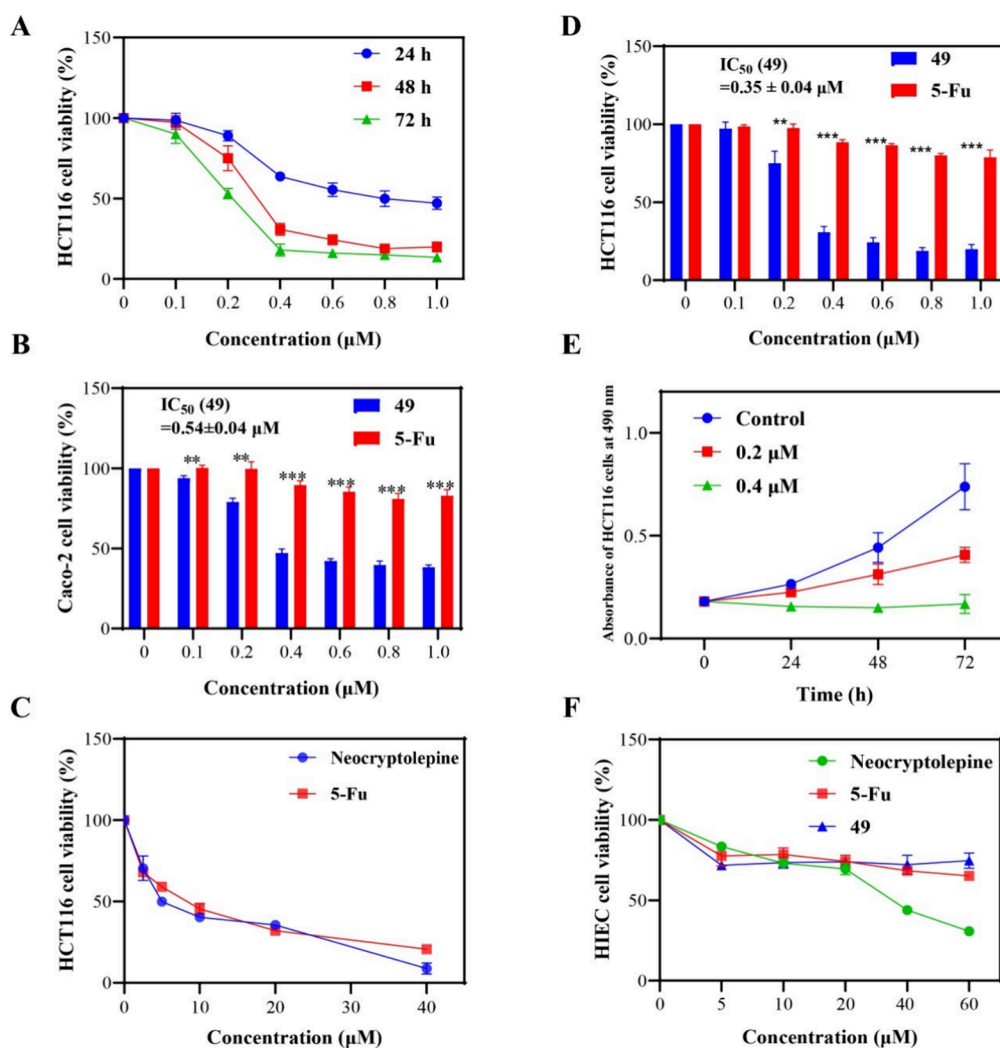 A
HCT116 cell viablity (%)
150
100
50
0
24 h
48 h
72 h
0 0.1 0.2 0.4 0.6 0.8 1.0
Concentration (μM)
D
HCT116 cell viability (%)
150
100
50
0
IC50 (49)
=0.35 ± 0.04 μM
49
5-Fu
** *** *** *** ***
0 0.1 0.2 0.4 0.6 0.8 1.0
Concentration (μM)
B
Caco-2 cell viability (%)
150
100
50
0
IC50 (49)
=0.54±0.04 μM
49
5-Fu
** ** *** *** *** ***
0 0.1 0.2 0.4 0.6 0.8 1.0
Concentration (μM)
E
Absorbance of HCT116 cells at 490 nm
1.0
0.5
0.0
Control
0.2 μM
0.4 μM
0 24 48 72
Time (h)
C
HCT116 cell viability (%)
150
100
50
0
Neocryptolepine
5-Fu
0 10 20 30 40
Concentration (μM)
F
HIEC cell viability (%)
150
100
50
0
Neocryptolepine
5-Fu
49
0 5 10 20 40 60
Concentration (μM)